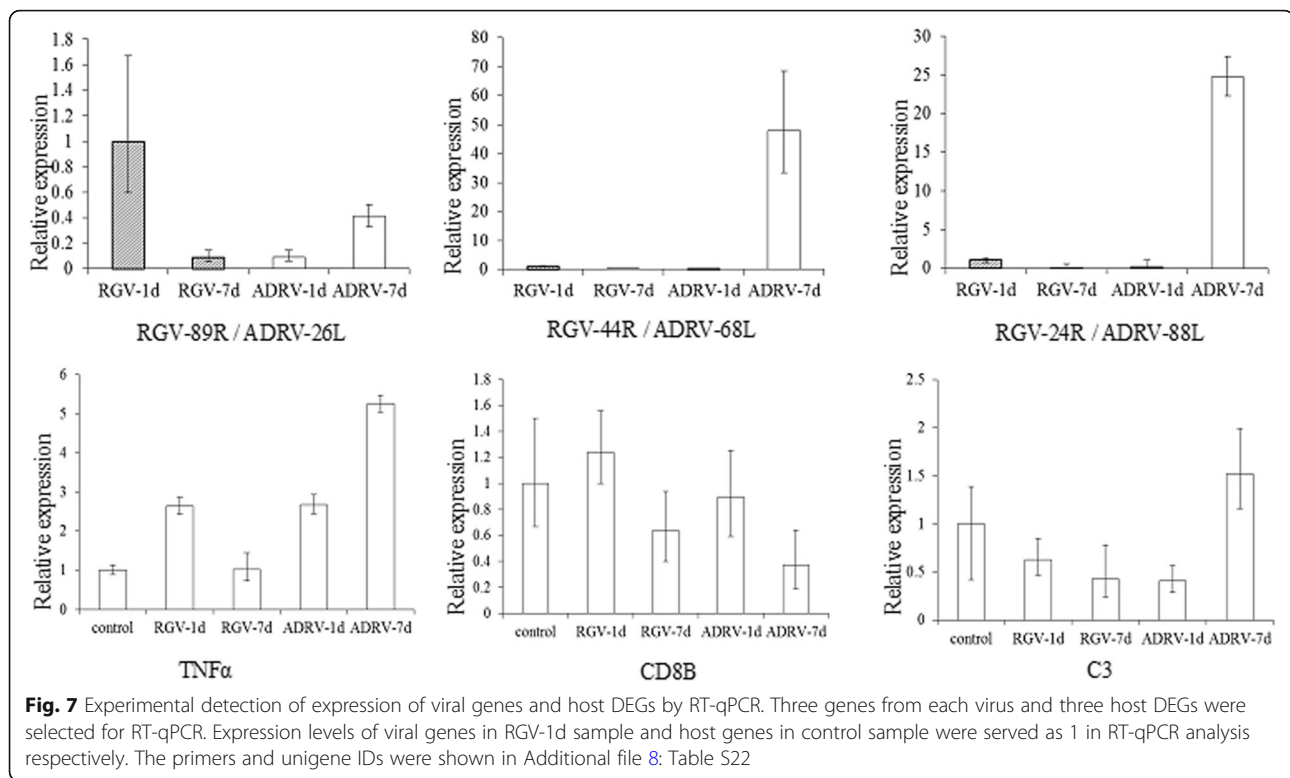 Relative expression
1.8
1.6
1.4
1.2
1
0.8
0.6
0.4
0.2
0
RGV-1d RGV-7d ADRV-1d ADRV-7d
RGV-89R / ADRV-26L
Relative expression
80
70
60
50
40
30
20
10
0
RGV-1d RGV-7d ADRV-1d ADRV-7d
RGV-44R / ADRV-68L
Relative expression
30
25
20
15
10
5
0
RGV-1d RGV-7d ADRV-1d ADRV-7d
RGV-24R / ADRV-88L
Relative expression
6
5
4
3
2
1
0
control RGV-1d RGV-7d ADRV-1d ADRV-7d
TNFα
Relative expression
1.8
1.6
1.4
1.2
1
0.8
0.6
0.4
0.2
0
control RGV-1d RGV-7d ADRV-1d ADRV-7d
CD8B
Relative expression
2.5
2
1.5
1
0.5
0
control RGV-1d RGV-7d ADRV-1d ADRV-7d
C3
Fig. 7 Experimental detection of expression of viral genes and host DEGs by RT-qPCR. Three genes from each virus and three host DEGs were
selected for RT-qPCR. Expression levels of viral genes in RGV-1d sample and host genes in control sample were served as 1 in RT-qPCR analysis
respectively. The primers and unigene IDs were shown in Additional file 8: Table S22